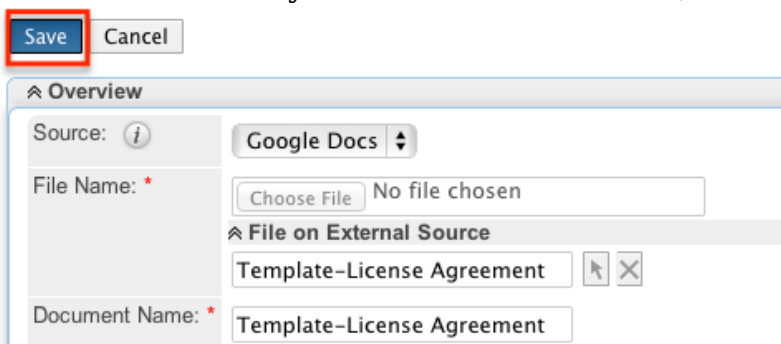 Save Cancel
Overview
Source: i Google Docs
File Name: * Choose File No file chosen
File on External Source
Template-License Agreement
Document Name: * Template-License Agreement